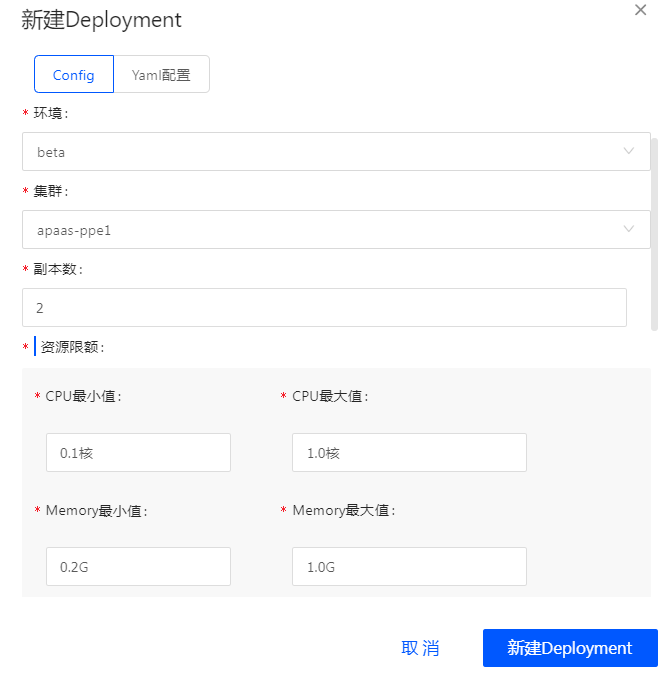 新建Deployment
Config Yaml配置
* 环境:
beta
* 集群:
apaas-ppe1
* 副本数:
2
* 资源限额:
* CPU最小值: * CPU最大值:
0.1核 1.0核
* Memory最小值: * Memory最大值:
0.2G 1.0G
取 消 新建Deployment